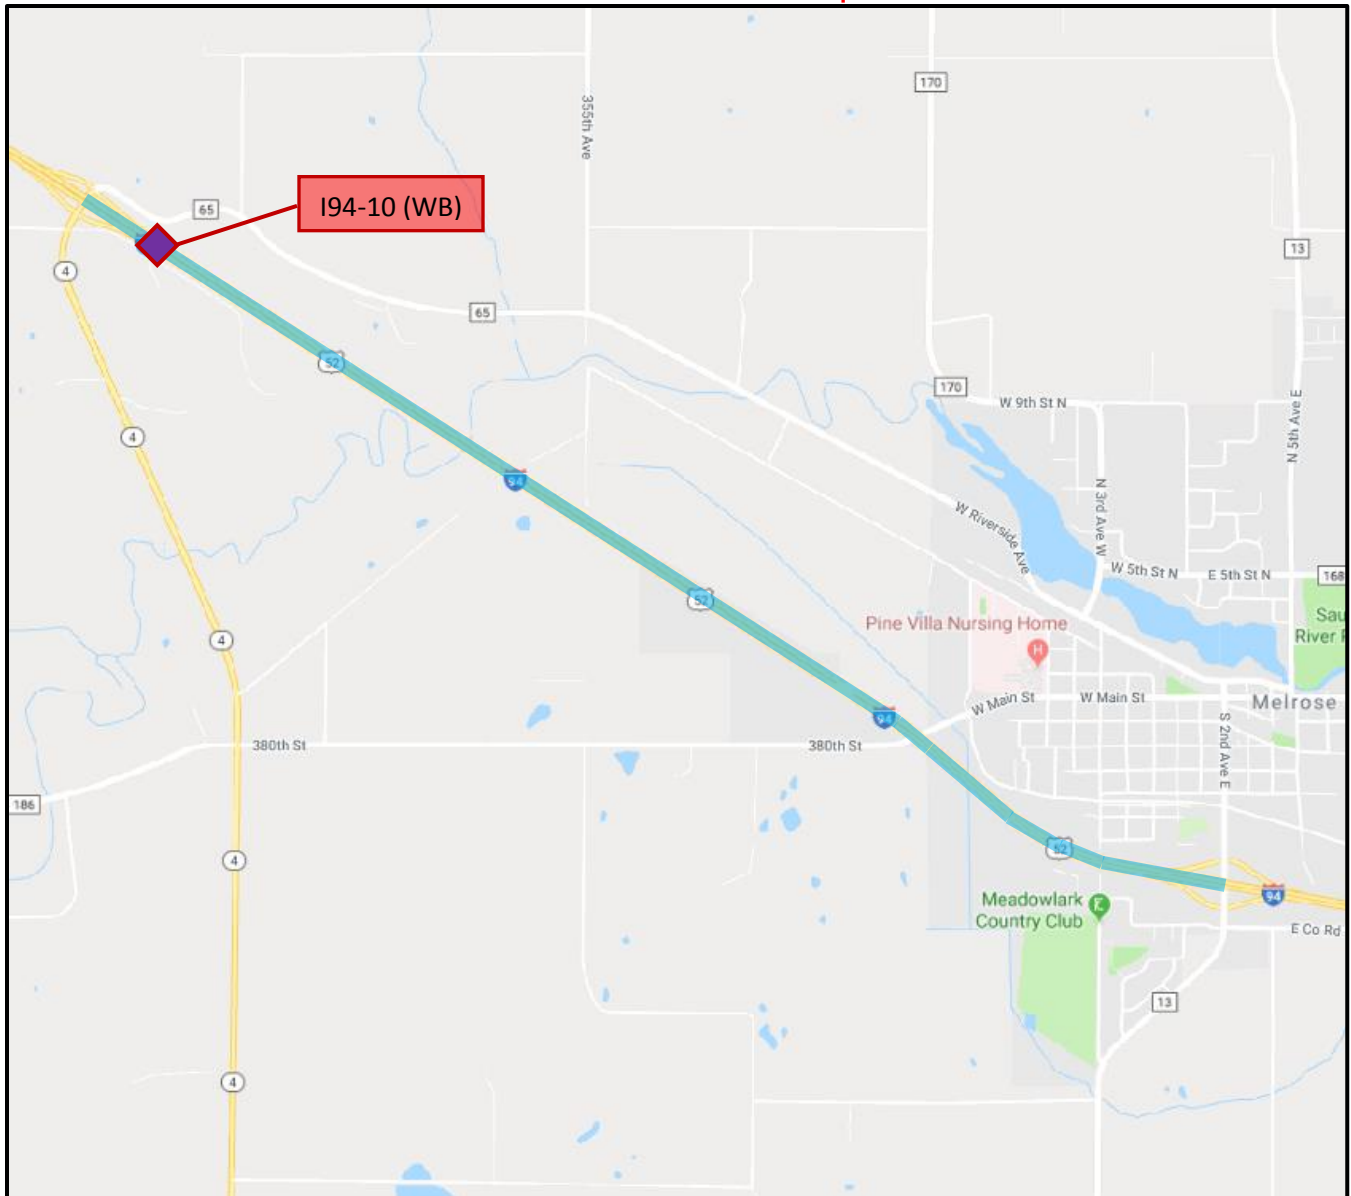 170
355th Ave
I94-10 (WB)
65
13
4
65
52
170
W 9th St N
N 5th Ave E
4
94
N 3rd Ave W
W Riverside Ave
W 5th St N
E 5th St N
168
52
Pine Villa Nursing Home
H
Sau
River
4
W Main St
W Main St
Melrose
94
S 2nd Ave E
380th St
380th St
186
52
4
94
Meadowlark
Country Club
E Co Rd
13
4